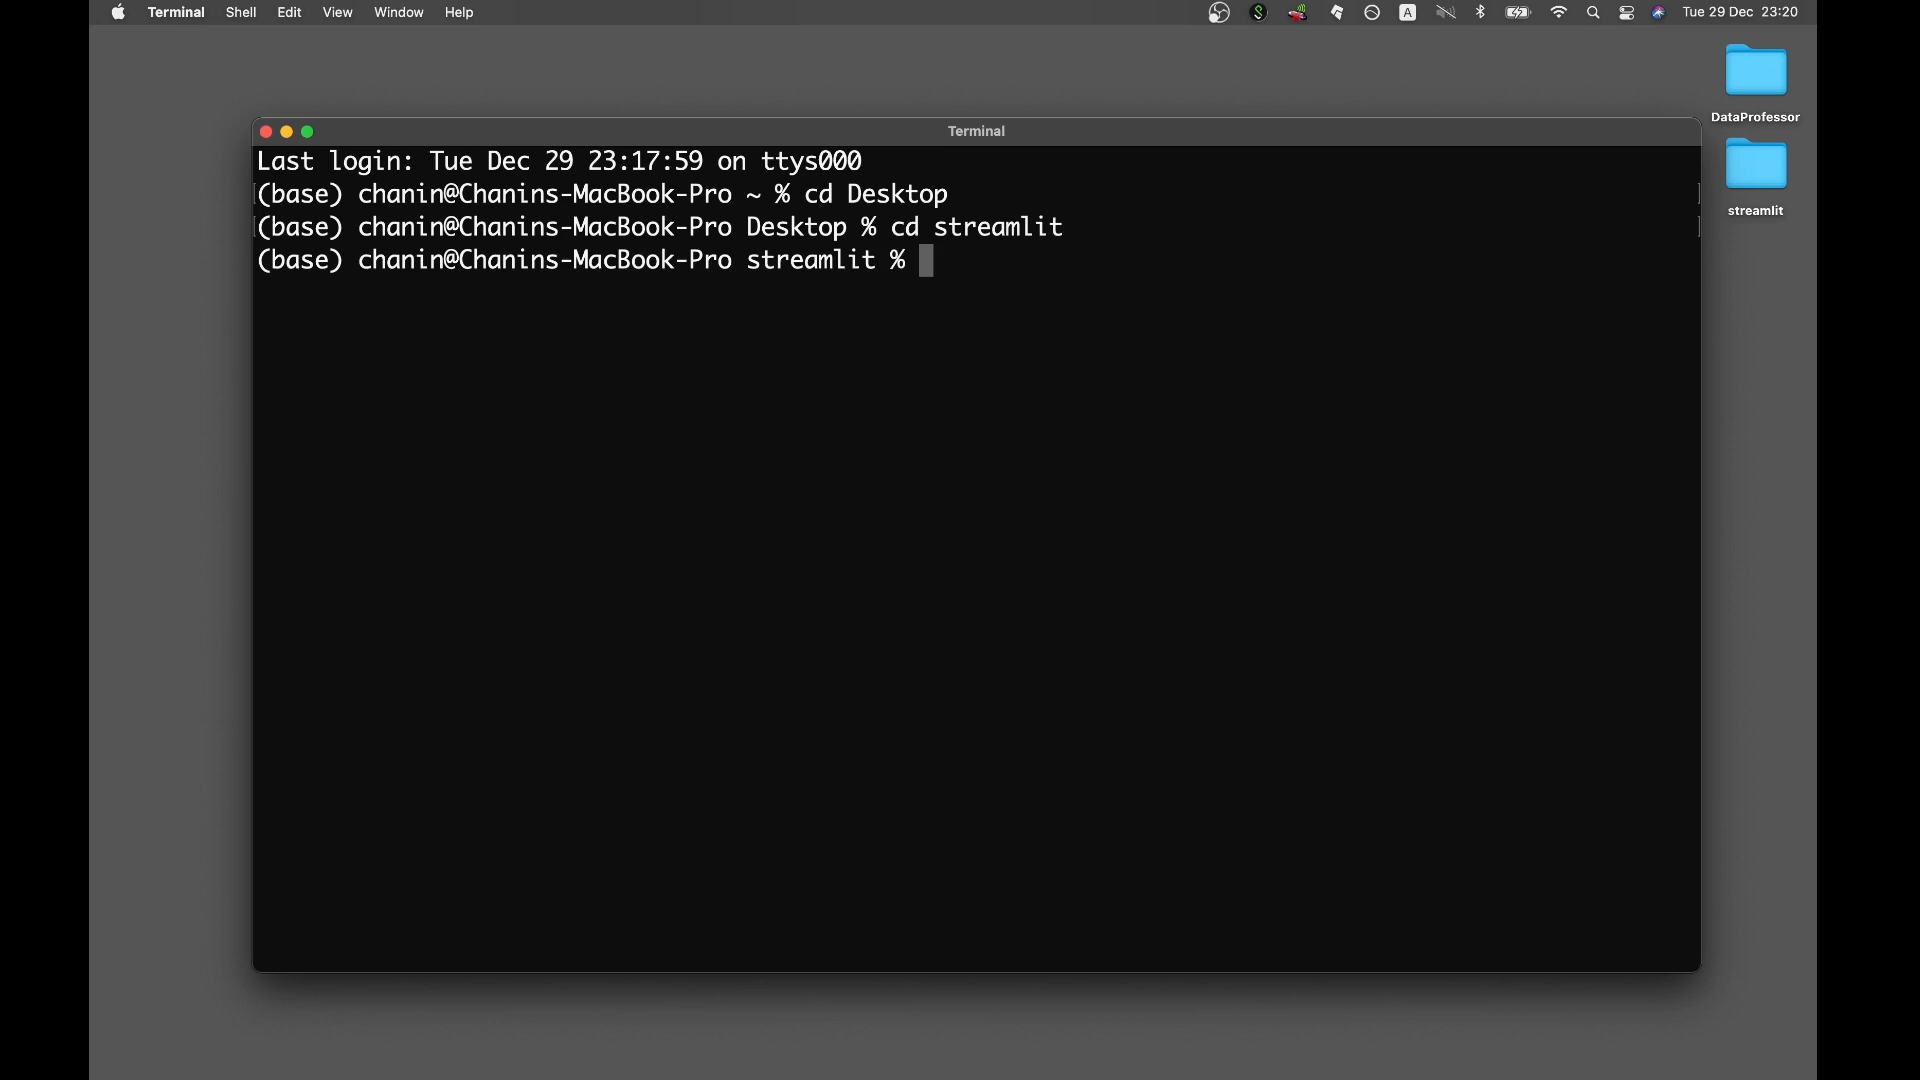 Terminal Shell Edit View Window Help A Tue 29 Dec 23:20
DataProfessor
streamlit
Terminal
Last login: Tue Dec 29 23:17:59 on ttys000
(base) chanin@Chanins-MacBook-Pro ~ % cd Desktop
(base) chanin@Chanins-MacBook-Pro Desktop % cd streamlit
(base) chanin@Chanins-MacBook-Pro streamlit %